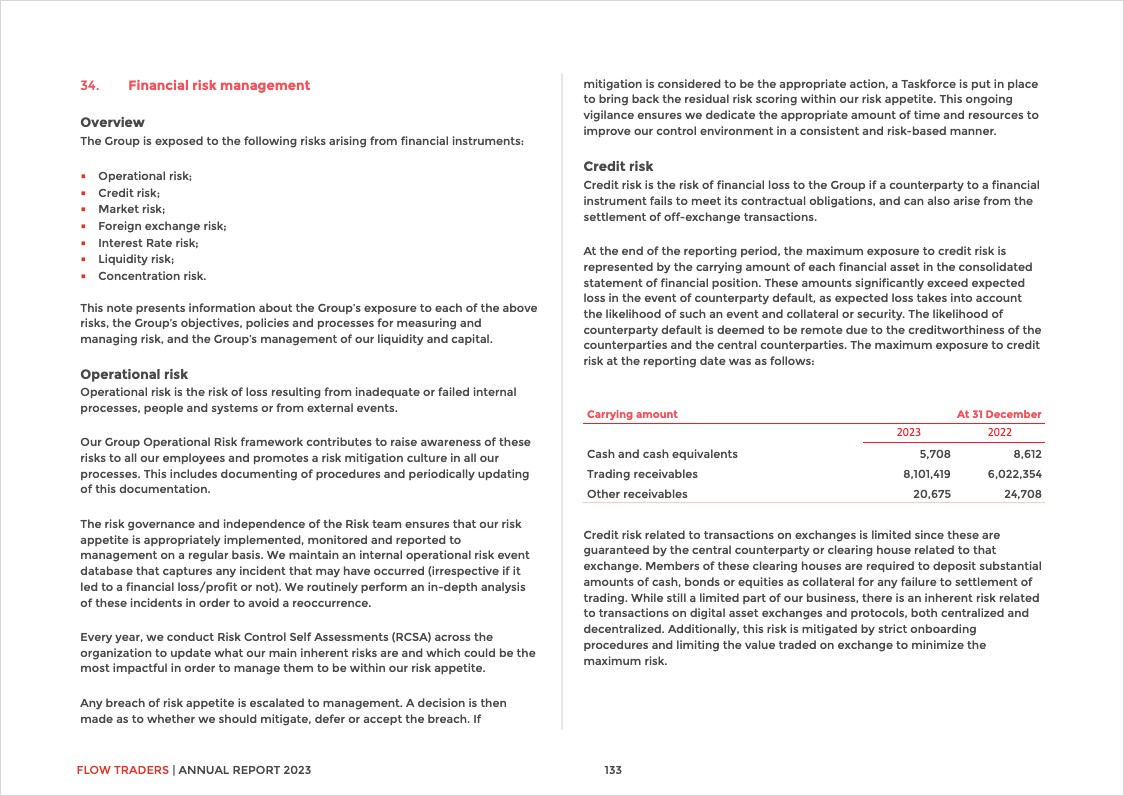 34. Financial risk management
Overview
The Group is exposed to the following risks arising from financial instruments:
▪ Operational risk;
▪ Credit risk;
▪ Market risk;
▪ Foreign exchange risk;
▪ Interest Rate risk;
▪ Liquidity risk;
▪ Concentration risk.
This note presents information about the Group's exposure to each of the above
risks, the Group's objectives, policies and processes for measuring and
managing risk, and the Group's management of our liquidity and capital.
Operational risk
Operational risk is the risk of loss resulting from inadequate or failed internal
processes, people and systems or from external events.
Our Group Operational Risk framework contributes to raise awareness of these
risks to all our employees and promotes a risk mitigation culture in all our
processes. This includes documenting of procedures and periodically updating
of this documentation.
The risk governance and independence of the Risk team ensures that our risk
appetite is appropriately implemented, monitored and reported to
management on a regular basis. We maintain an internal operational risk event
database that captures any incident that may have occurred (irrespective if it
led to a financial loss/profit or not). We routinely perform an in-depth analysis
of these incidents in order to avoid a reoccurrence.
Every year, we conduct Risk Control Self Assessments (RCSA) across the
organization to update what our main inherent risks are and which could be the
most impactful in order to manage them to be within our risk appetite.
Any breach of risk appetite is escalated to management. A decision is then
made as to whether we should mitigate, defer or accept the breach. If
mitigation is considered to be the appropriate action, a Taskforce is put in place
to bring back the residual risk scoring within our risk appetite. This ongoing
vigilance ensures we dedicate the appropriate amount of time and resources to
improve our control environment in a consistent and risk-based manner.
Credit risk
Credit risk is the risk of financial loss to the Group if a counterparty to a financial
instrument fails to meet its contractual obligations, and can also arise from the
settlement of off-exchange transactions.
At the end of the reporting period, the maximum exposure to credit risk is
represented by the carrying amount of each financial asset in the consolidated
statement of financial position. These amounts significantly exceed expected
loss in the event of counterparty default, as expected loss takes into account
the likelihood of such an event and collateral or security. The likelihood of
counterparty default is deemed to be remote due to the creditworthiness of the
counterparties and the central counterparties. The maximum exposure to credit
risk at the reporting date was as follows:
Carrying amount At 31 December
2023 2022
Cash and cash equivalents 5,708 8,612
Trading receivables 8,101,419 6,022,354
Other receivables 20,675 24,708
Credit risk related to transactions on exchanges is limited since these are
guaranteed by the central counterparty or clearing house related to that
exchange. Members of these clearing houses are required to deposit substantial
amounts of cash, bonds or equities as collateral for any failure to settlement of
trading. While still a limited part of our business, there is an inherent risk related
to transactions on digital asset exchanges and protocols, both centralized and
decentralized. Additionally, this risk is mitigated by strict onboarding
procedures and limiting the value traded on exchange to minimize the
maximum risk.
FLOW TRADERS | ANNUAL REPORT 2023 133